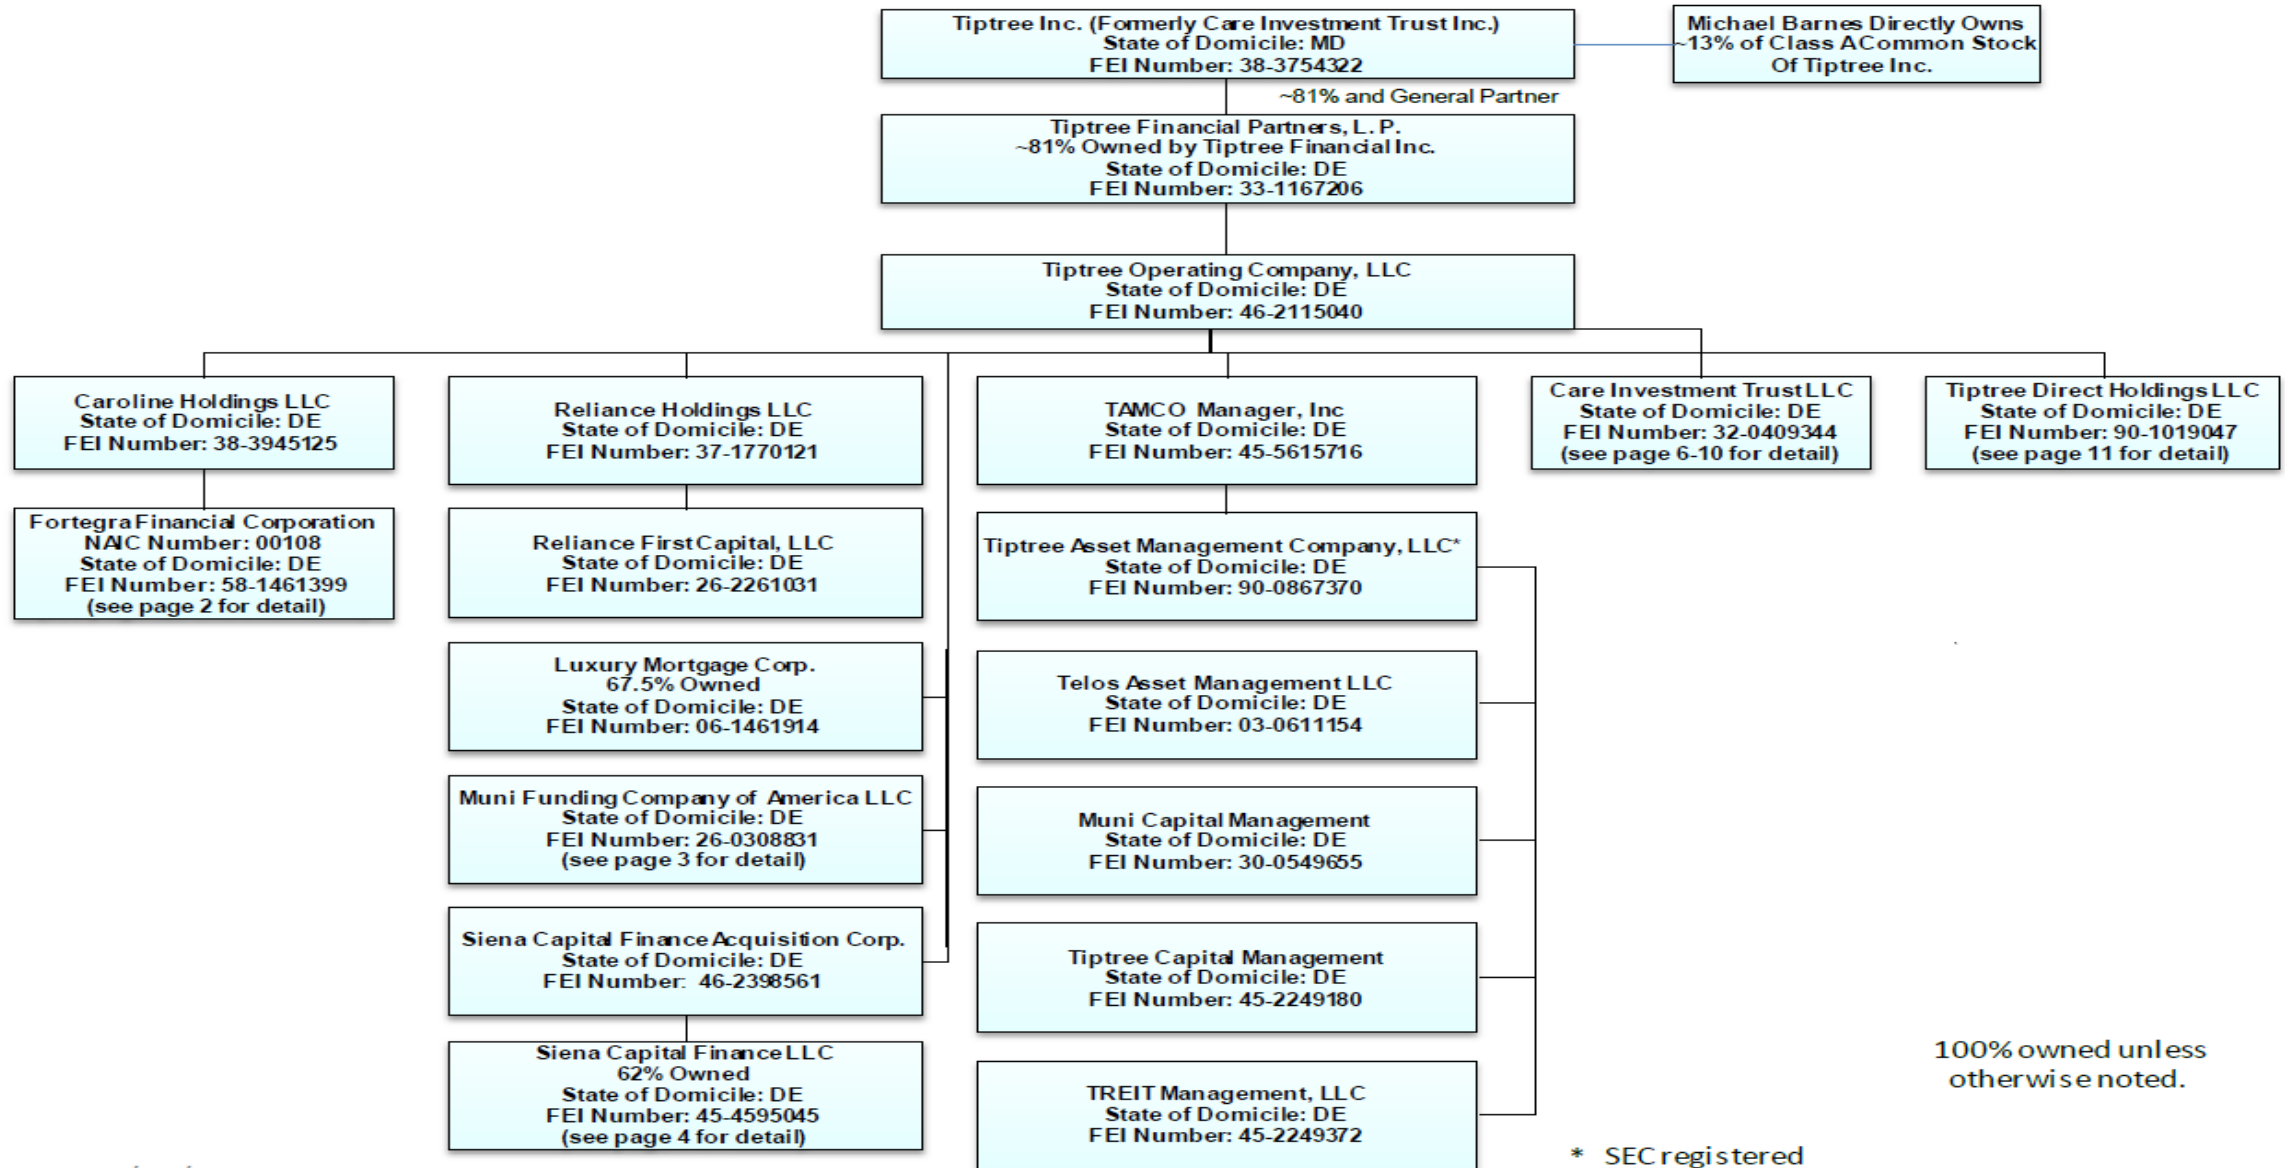 Tiptree Inc. (Formerly Care Investment Trust Inc.)
State of Domicile: MD
FEI Number: 38-3754322
Michael Barnes Directly Owns
~13% of Class A Common Stock
Of Tiptree Inc.
~81% and General Partner
Tiptree Financial Partners, L. P.
~81% Owned by Tiptree Financial Inc.
State of Domicile: DE
FEI Number: 33-1167206
Tiptree Operating Company, LLC
State of Domicile: DE
FEI Number: 46-2115040
Caroline Holdings LLC
State of Domicile: DE
FEI Number: 38-3945125
Reliance Holdings LLC
State of Domicile: DE
FEI Number: 37-1770121
TAMCO Manager, Inc
State of Domicile: DE
FEI Number: 45-5615716
Care Investment Trust LLC
State of Domicile: DE
FEI Number: 32-0409344
(see page 6-10 for detail)
Tiptree Direct Holdings LLC
State of Domicile: DE
FEI Number: 90-1019047
(see page 11 for detail)
Fortegra Financial Corporation
NAIC Number: 00108
State of Domicile: DE
FEI Number: 58-1461399
(see page 2 for detail)
Reliance First Capital, LLC
State of Domicile: DE
FEI Number: 26-2261031
Tiptree Asset Management Company, LLC*
State of Domicile: DE
FEI Number: 90-0867370
Luxury Mortgage Corp.
67.5% Owned
State of Domicile: DE
FEI Number: 06-1461914
Telos Asset Management LLC
State of Domicile: DE
FEI Number: 03-0611154
Muni Funding Company of America LLC
State of Domicile: DE
FEI Number: 26-0308831
(see page 3 for detail)
Muni Capital Management
State of Domicile: DE
FEI Number: 30-0549655
Siena Capital Finance Acquisition Corp.
State of Domicile: DE
FEI Number: 46-2398561
Tiptree Capital Management
State of Domicile: DE
FEI Number: 45-2249180
Siena Capital Finance LLC
62% Owned
State of Domicile: DE
FEI Number: 45-4595045
(see page 4 for detail)
TREIT Management, LLC
State of Domicile: DE
FEI Number: 45-2249372
100% owned unless
otherwise noted.
* SEC registered